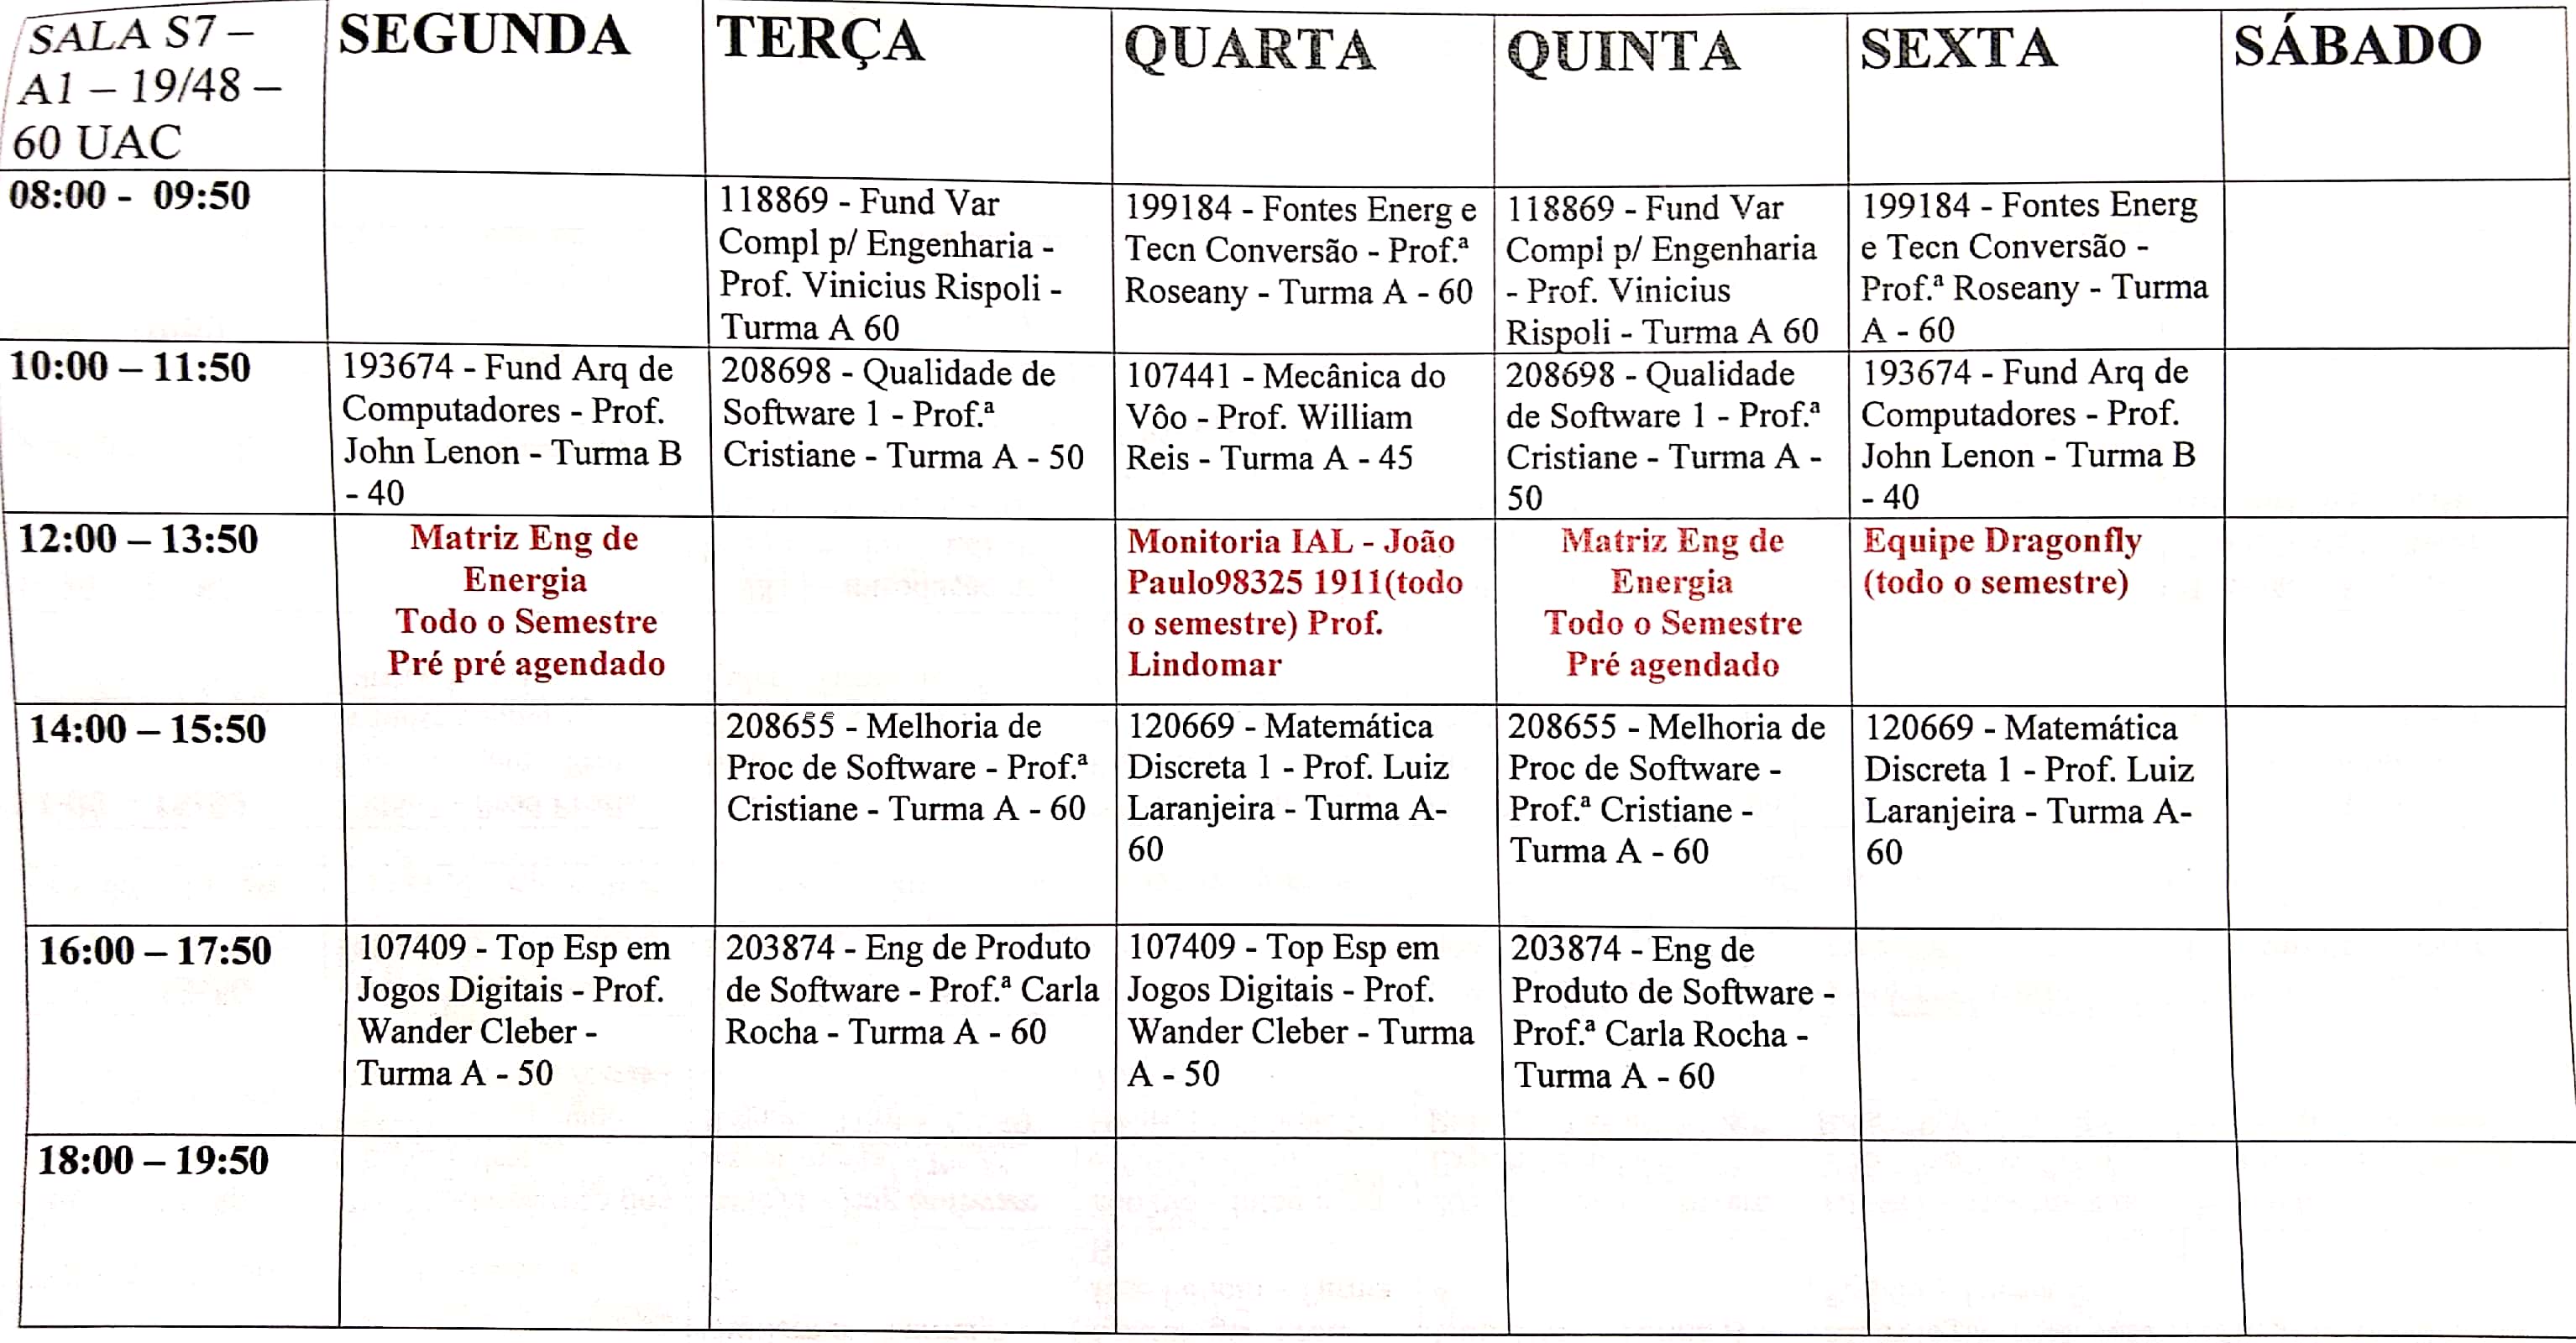 SALA S7 –
A1 – 19/48 –
60 UAC
SEGUNDA
TERÇA
QUARTA
QUINTA
SEXTA
SÁBADO
08:00 - 09:50
118869 - Fund Var
Compl p/ Engenharia -
Prof. Vinicius Rispoli -
Turma A 60
199184 - Fontes Energ e
Tecn Conversão - Prof.ª
Roseany - Turma A - 60
118869 - Fund Var
Compl p/ Engenharia
- Prof. Vinicius
Rispoli - Turma A 60
199184 - Fontes Energ
e Tecn Conversão -
Prof.ª Roseany - Turma
A - 60
10:00 – 11:50
193674 - Fund Arq de
Computadores - Prof.
John Lenon - Turma B
- 40
208698 - Qualidade de
Software 1 - Prof.ª
Cristiane - Turma A - 50
107441 - Mecânica do
Vôo - Prof. William
Reis - Turma A - 45
208698 - Qualidade
de Software 1 - Prof.ª
Cristiane - Turma A -
50
193674 - Fund Arq de
Computadores - Prof.
John Lenon - Turma B
- 40
12:00 – 13:50
Matriz Eng de
Energia
Todo o Semestre
Pré pré agendado
Monitoria IAL - João
Paulo98325 1911(todo
o semestre) Prof.
Lindomar
Matriz Eng de
Energia
Todo o Semestre
Pré agendado
Equipe Dragonfly
(todo o semestre)
14:00 – 15:50
208655 - Melhoria de
Proc de Software - Prof.ª
Cristiane - Turma A - 60
120669 - Matemática
Discreta 1 - Prof. Luiz
Laranjeira - Turma A-
60
208655 - Melhoria de
Proc de Software -
Prof.ª Cristiane -
Turma A - 60
120669 - Matemática
Discreta 1 - Prof. Luiz
Laranjeira - Turma A-
60
16:00 – 17:50
107409 - Top Esp em
Jogos Digitais - Prof.
Wander Cleber -
Turma A - 50
203874 - Eng de Produto
de Software - Prof.ª Carla
Rocha - Turma A - 60
107409 - Top Esp em
Jogos Digitais - Prof.
Wander Cleber - Turma
A - 50
203874 - Eng de
Produto de Software -
Prof.ª Carla Rocha -
Turma A - 60
18:00 – 19:50